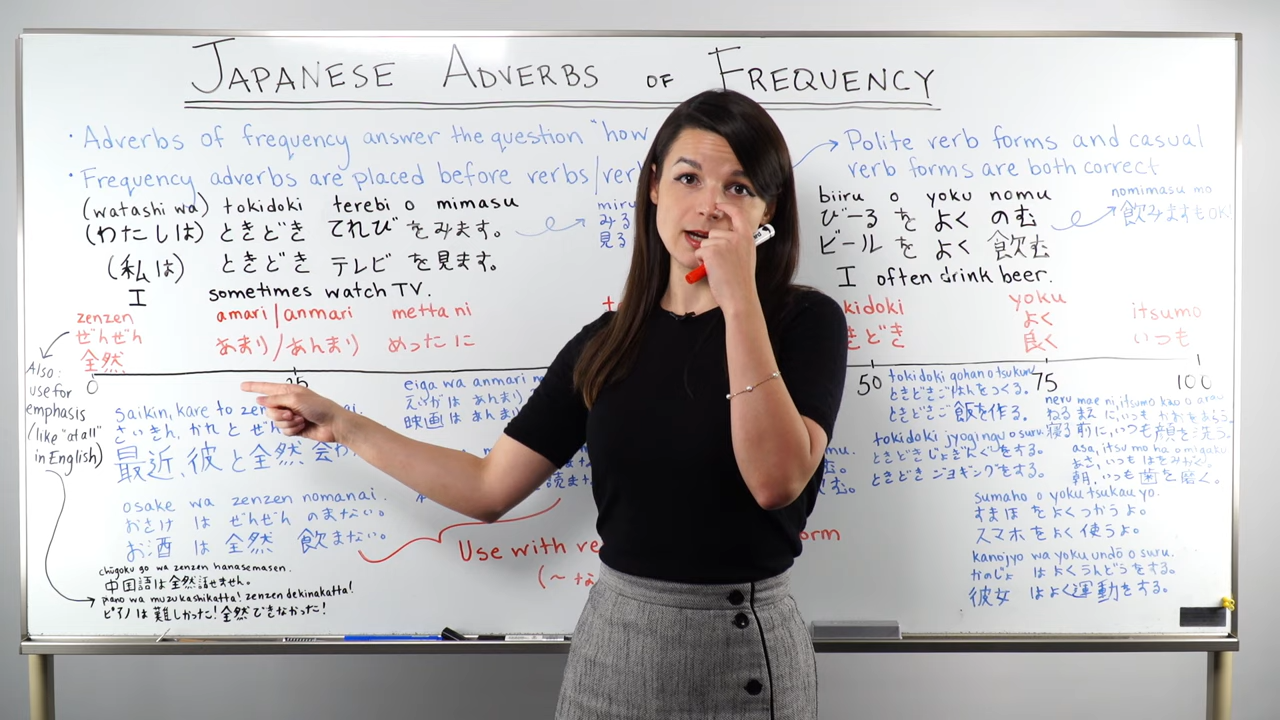 JAPANESE ADVERBS OF FREQUENCY
· Adverbs of frequency answer the question "how
· Frequency adverbs are placed before verbs/
Polite verb forms and casual
verb forms are both correct
(watashi wa) tokidoki terebi o mimasu
(わたしは) ときどき てれび をみます。
(私は) ときどき テレビ を見ます。
I sometimes watch TV.
みる
見る
biiru o yoku nomu
びーる を よく のむ
ビール を よく 飲む
I often drink beer.
nomimasu mo
飲みますもOK!
zenzen
ぜんぜん
全然
amari/anmari
あまり/あんまり
metta ni
めったに
kidoki
きどき
yoku
よく
良く
itsumo
いつも
0
50
75
100
Also:
use for
emphasis
(like "at all"
in English)
saikin, kare to
さいきん, かれと
最近, 彼と全然
osake wa zenzen nomanai.
おさけ は ぜんぜん のまない。
お酒 は 全然 飲まない。
chūgoku go wa zenzen hanasemasen.
中国語は全然話せません。
piano wa muzukashikatta! zenzen dekinakatta!
ピアノは難しかった!全然できなかった!
eiga wa anmari
えいがは あんまり
映画は あんまり
Use with
form
tokidoki gohan o tsukuru
ときどきごはんをつくる。
ときどきご飯を作る。
tokidoki jyogingu o suru.
ときどきじょぎんぐをする。
ときどきジョギングをする。
neru mae ni, itsumo kao o arau
ねるまえに, いつもかおをあらう。
寝る前に, いつも顔を洗う。
asa, itsumo ha o migaku
あさ, いつもはをみがく。
朝, いつも歯を磨く。
sumaho o yoku tsukau yo.
すまほをよくつかうよ。
スマホをよく使うよ。
kanojyo wa yoku undō o suru.
かのじょ はよくうんどうをする。
彼女 はよく運動をする。